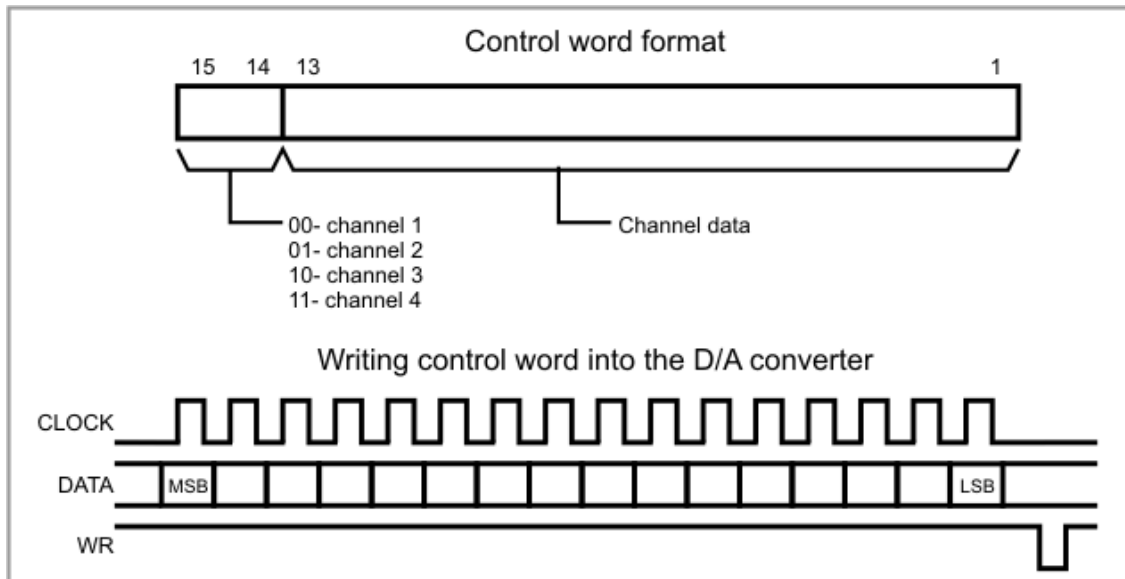 Control word format
15 14 13 1
00- channel 1
01- channel 2
10- channel 3
11- channel 4
Channel data
Writing control word into the D/A converter
CLOCK
DATA MSB LSB
WR